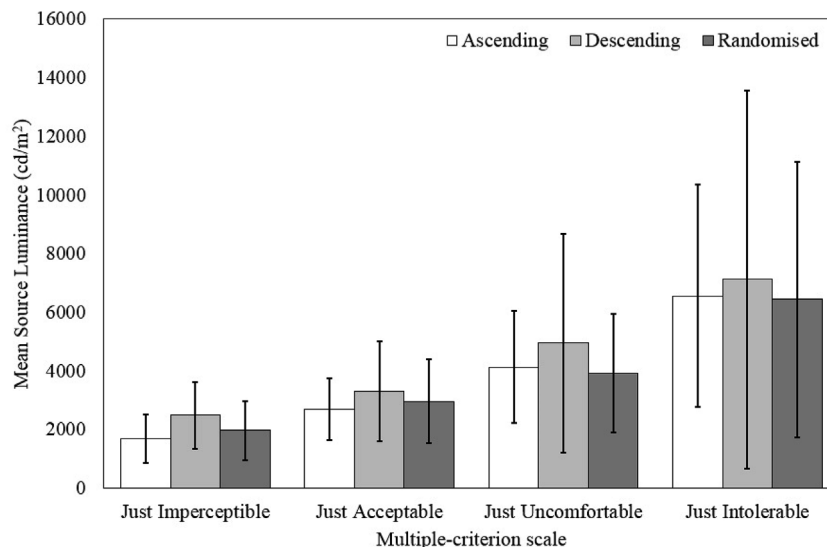 16000
14000
12000
10000
8000
6000
4000
2000
0
Mean Source Luminance (cd/m²)
Ascending Descending Randomised
Just Imperceptible Just Acceptable Just Uncomfortable Just Intolerable
Multiple-criterion scale